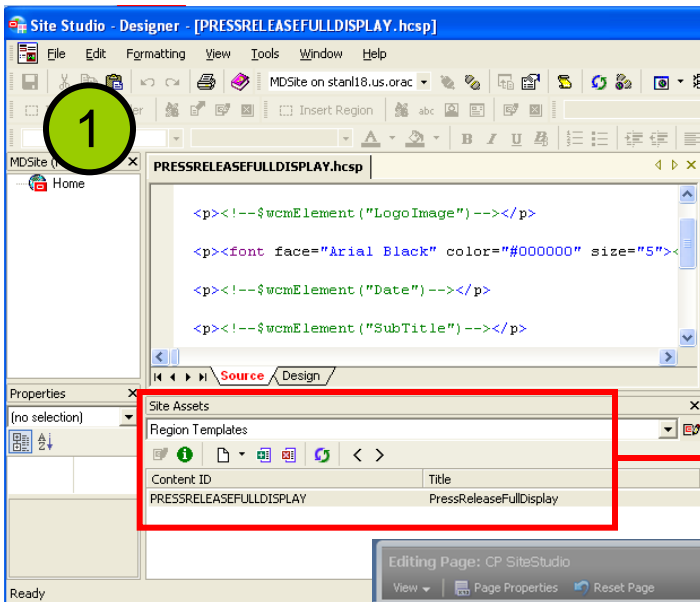 Site Studio - Designer - [PRESSRELEASEFULLDISPLAY.hcsp]
File Edit Formatting View Tools Window Help
MDSite on stanl18.us.orac
Insert Region abc
A B I U
1
MDSite (
Home
PRESSRELEASEFULLDISPLAY.hcsp
<p><!--$wcmElement("LogoImage")--></p>
<p><font face="Arial Black" color="#000000" size="5"><
<p><!--$wcmElement("Date")--></p>
<p><!--$wcmElement("SubTitle")--></p>
Source Design
Properties
(no selection)
Site Assets
Region Templates
Content ID Title
PRESSRELEASEFULLDISPLAY PressReleaseFullDisplay
Editing Page: CP SiteStudio
View Page Properties Reset Page
Ready